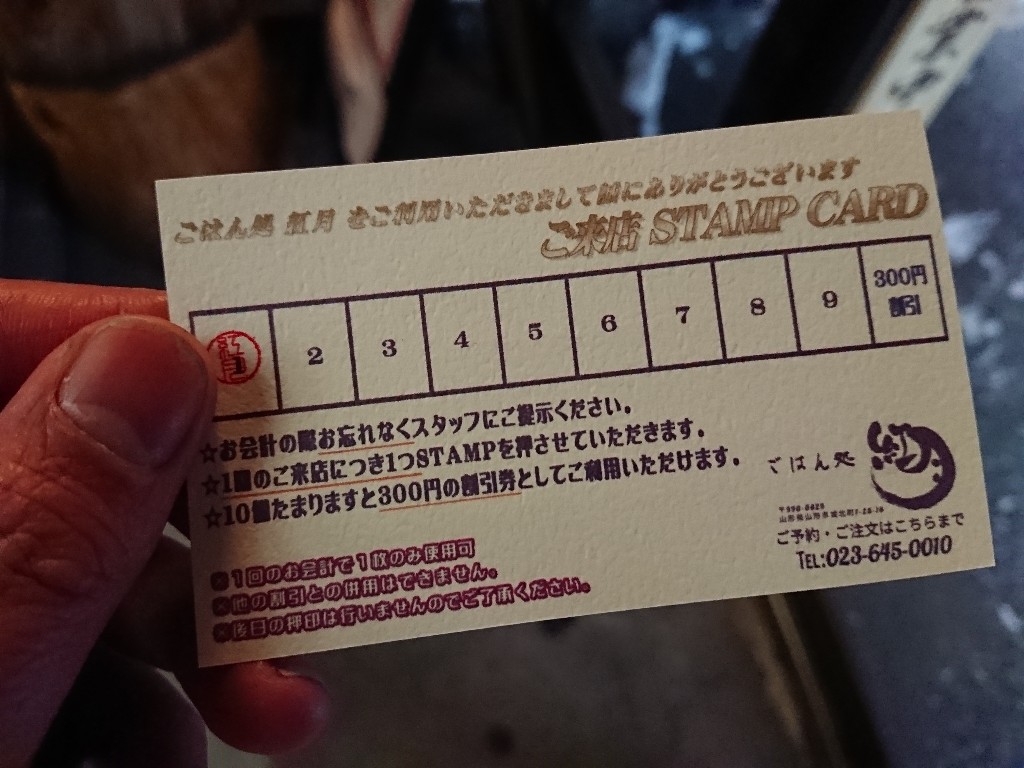 ごはん処 紅月 をご利用いただきまして誠にありがとうございます
ご来店 STAMP CARD
紅月 2 3 4 5 6 7 8 9 300円割引
☆お会計の際お忘れなくスタッフにご提示ください。
☆1回のご来店につき1つSTAMPを押させていただきます。
☆10個たまりますと300円の割引券としてご利用いただけます。
ごはん処 紅月
ご予約・ご注文はこちらまで
TEL:023-645-0010
※1回のお会計で1枚のみ使用可
※他の割引との併用はできません。
※後日の押印は行いませんのでご了承ください。